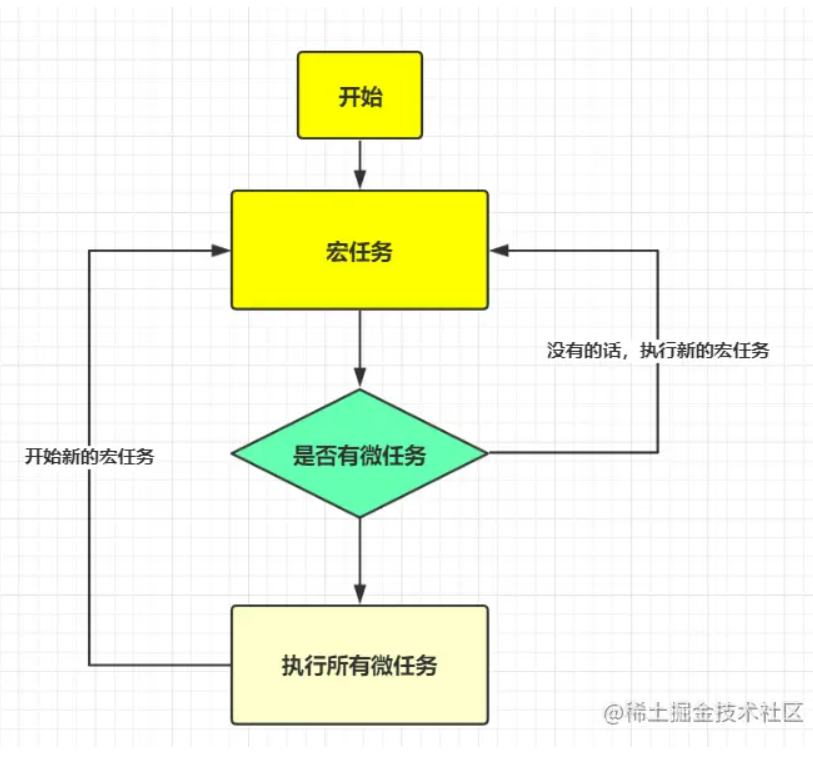 开始
宏任务
没有的话，执行新的宏任务
是否有微任务
开始新的宏任务
执行所有微任务
@稀土掘金技术社区